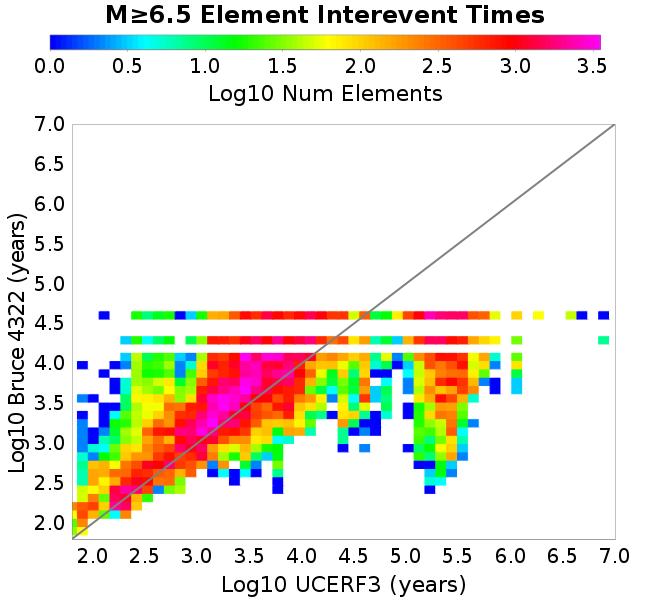 M≥6.5 Element Interevent Times
0.0 0.5 1.0 1.5 2.0 2.5 3.0 3.5
Log10 Num Elements
7.0
6.5
6.0
5.5
5.0
4.5
4.0
3.5
3.0
2.5
2.0
Log10 Bruce 4322 (years)
2.0 2.5 3.0 3.5 4.0 4.5 5.0 5.5 6.0 6.5 7.0
Log10 UCERF3 (years)